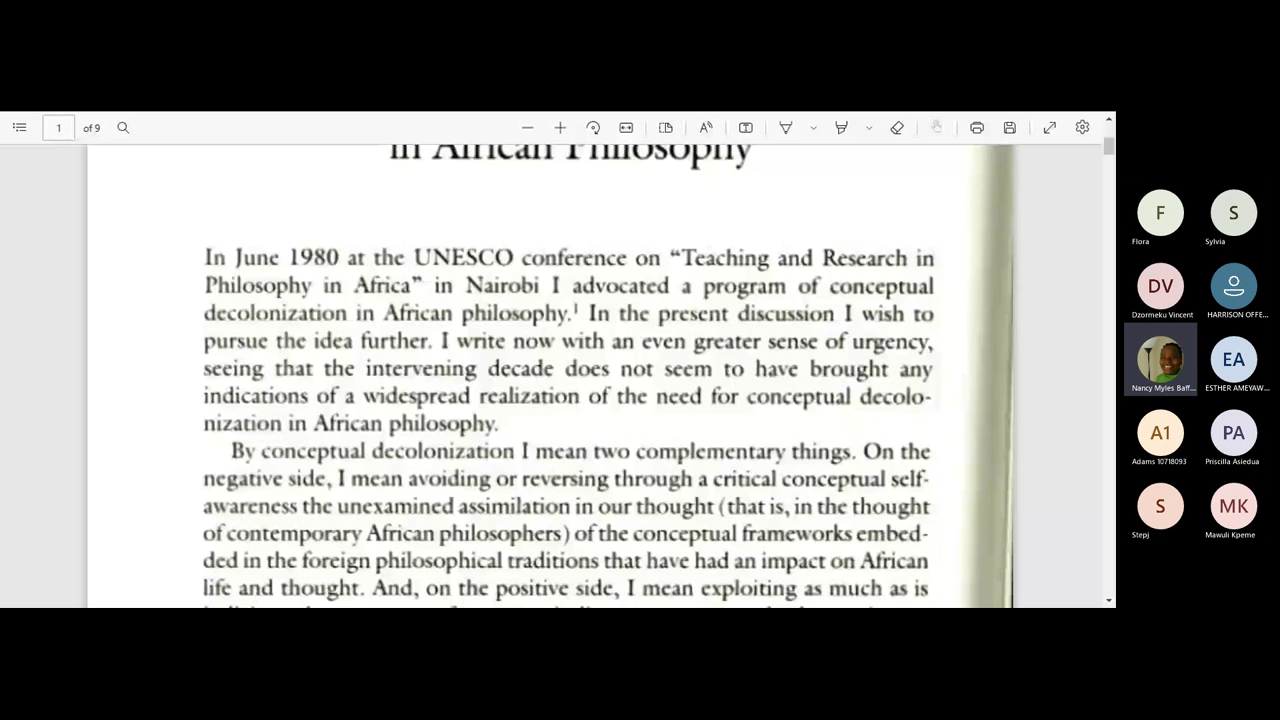 1 of 9
in African Philosophy
In June 1980 at the UNESCO conference on “Teaching and Research in
Philosophy in Africa” in Nairobi I advocated a program of conceptual
decolonization in African philosophy.¹ In the present discussion I wish to
pursue the idea further. I write now with an even greater sense of urgency,
seeing that the intervening decade does not seem to have brought any
indications of a widespread realization of the need for conceptual decolo-
nization in African philosophy.
By conceptual decolonization I mean two complementary things. On the
negative side, I mean avoiding or reversing through a critical conceptual self-
awareness the unexamined assimilation in our thought (that is, in the thought
of contemporary African philosophers) of the conceptual frameworks embed-
ded in the foreign philosophical traditions that have had an impact on African
life and thought. And, on the positive side, I mean exploiting as much as is
F S
Flora Sylvia
DV
Dzormeku Vincent HARRISON OFFE...
EA
Nancy Myles Baff... ESTHER AMEYAW...
A1 PA
Adams 10718093 Priscilla Asiedua
S MK
Stepj Mawuli Kpeme